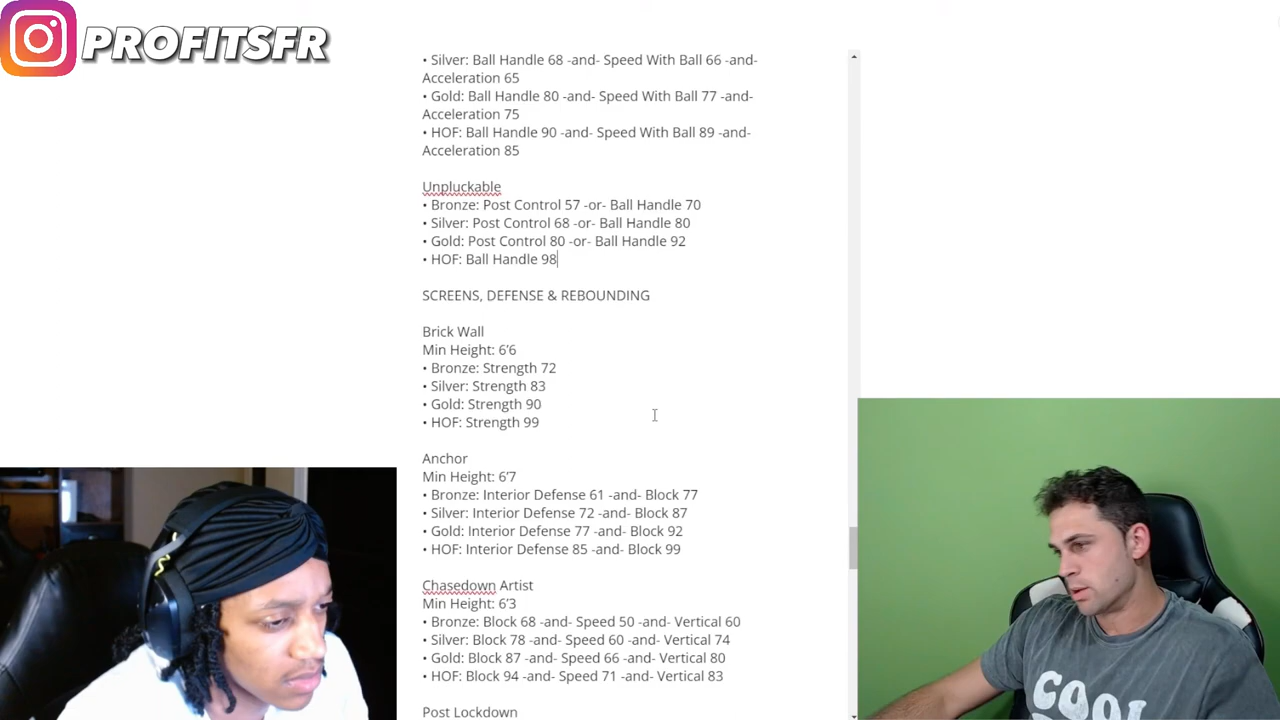 PROFITSFR
• Silver: Ball Handle 68 -and- Speed With Ball 66 -and-
Acceleration 65
• Gold: Ball Handle 80 -and- Speed With Ball 77 -and-
Acceleration 75
• HOF: Ball Handle 90 -and- Speed With Ball 89 -and-
Acceleration 85
Unpluckable
• Bronze: Post Control 57 -or- Ball Handle 70
• Silver: Post Control 68 -or- Ball Handle 80
• Gold: Post Control 80 -or- Ball Handle 92
• HOF: Ball Handle 98
SCREENS, DEFENSE & REBOUNDING
Brick Wall
Min Height: 6'6
• Bronze: Strength 72
• Silver: Strength 83
• Gold: Strength 90
• HOF: Strength 99
Anchor
Min Height: 6'7
• Bronze: Interior Defense 61 -and- Block 77
• Silver: Interior Defense 72 -and- Block 87
• Gold: Interior Defense 77 -and- Block 92
• HOF: Interior Defense 85 -and- Block 99
Chasedown Artist
Min Height: 6'3
• Bronze: Block 68 -and- Speed 50 -and- Vertical 60
• Silver: Block 78 -and- Speed 60 -and- Vertical 74
• Gold: Block 87 -and- Speed 66 -and- Vertical 80
• HOF: Block 94 -and- Speed 71 -and- Vertical 83
Post Lockdown
COOL